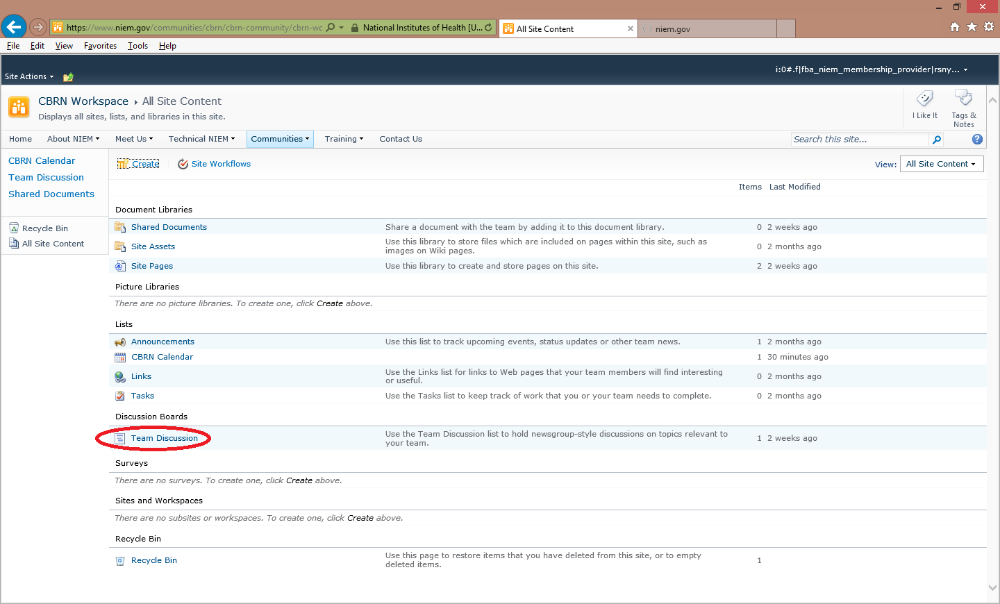 https://www.niem.gov/communities/cbrn/cbrn-community/cbrn-wc
National Institutes of Health [U...
All Site Content
niem.gov
File Edit View Favorites Tools Help
Site Actions
i:0#.f|fba_niem_membership_provider|rsny...
CBRN Workspace All Site Content
Displays all sites, lists, and libraries in this site.
I Like It
Tags &
Notes
Home About NIEM Meet Us Technical NIEM Communities Training Contact Us
Search this site...
CBRN Calendar
Team Discussion
Shared Documents
Recycle Bin
All Site Content
Create Site Workflows
View: All Site Content
Items Last Modified
Document Libraries
Shared Documents Share a document with the team by adding it to this document library. 0 2 weeks ago
Site Assets Use this library to store files which are included on pages within this site, such as
images on Wiki pages. 0 2 months ago
Site Pages Use this library to create and store pages on this site. 2 2 weeks ago
Picture Libraries
There are no picture libraries. To create one, click Create above.
Lists
Announcements Use this list to track upcoming events, status updates or other team news. 1 2 months ago
CBRN Calendar 1 30 minutes ago
Links Use the Links list for links to Web pages that your team members will find interesting
or useful. 0 2 months ago
Tasks Use the Tasks list to keep track of work that you or your team needs to complete. 0 2 months ago
Discussion Boards
Team Discussion Use the Team Discussion list to hold newsgroup-style discussions on topics relevant to
your team. 1 2 weeks ago
Surveys
There are no surveys. To create one, click Create above.
Sites and Workspaces
There are no subsites or workspaces. To create one, click Create above.
Recycle Bin
Recycle Bin Use this page to restore items that you have deleted from this site, or to empty
deleted items. 1